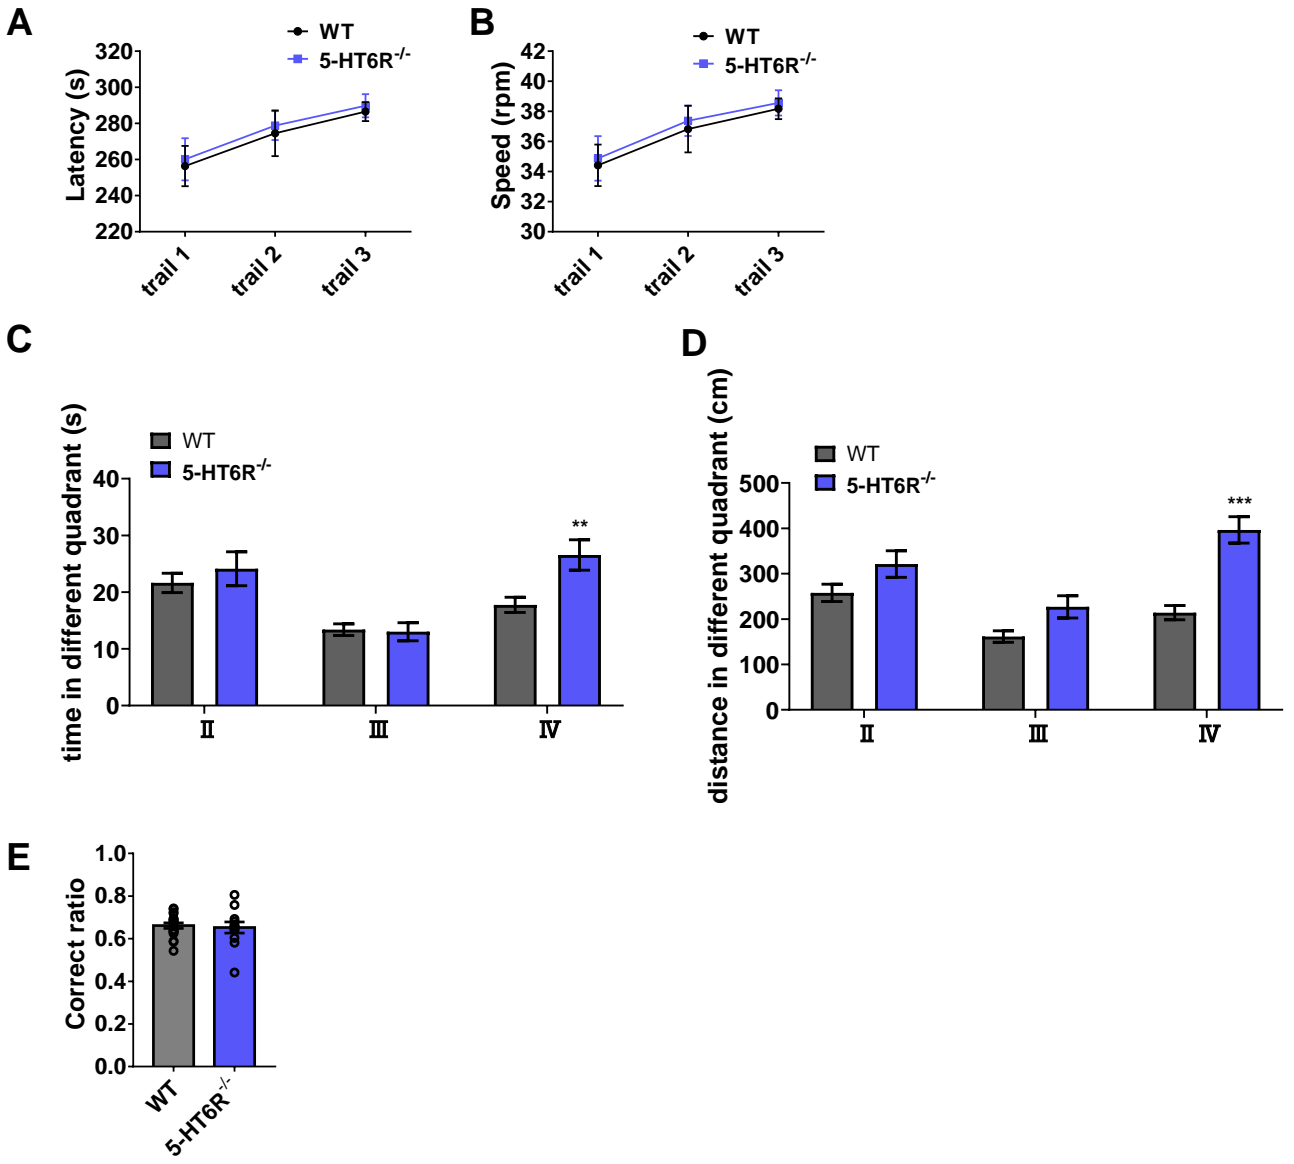 A
WT
5-HT6R-/-
Latency (s)
320
300
280
260
240
220
trail 1
trail 2
trail 3
B
WT
5-HT6R-/-
Speed (rpm)
42
40
38
36
34
32
30
trail 1
trail 2
trail 3
C
WT
5-HT6R-/-
time in different quadrant (s)
40
30
20
10
0
**
Ⅱ
Ⅲ
Ⅳ
D
WT
5-HT6R-/-
distance in different quadrant (cm)
500
400
300
200
100
0
***
Ⅱ
Ⅲ
Ⅳ
E
Correct ratio
1.0
0.8
0.6
0.4
0.2
0.0
WT
5-HT6R-/-